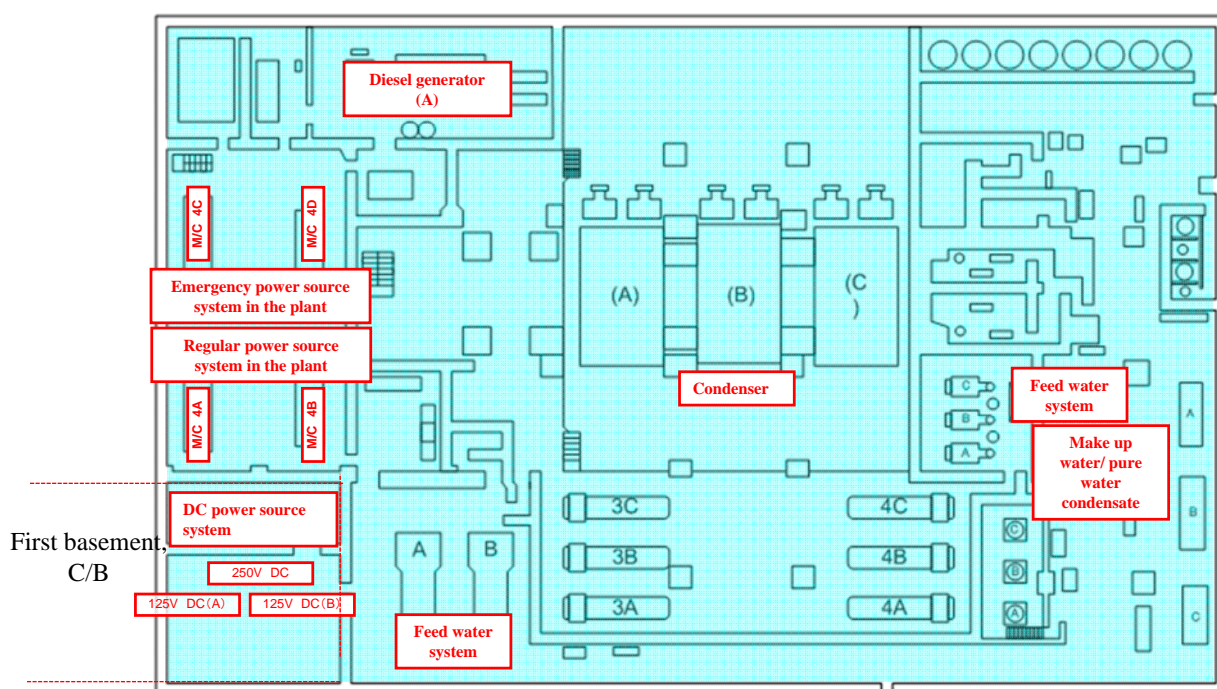 Diesel generator
(A)
M/C 4C
M/C 4D
Emergency power source
system in the plant
Regular power source
system in the plant
M/C 4A
M/C 4B
(A)
(B)
(C
)
Condenser
C
B
A
Feed water
system
Make up
water/ pure
water
condensate
A
B
C
DC power source
system
First basement,
C/B
250V DC
125V DC(A)
125V DC(B)
A
B
Feed water
system
3C
3B
3A
4C
4B
4A
C
B
A